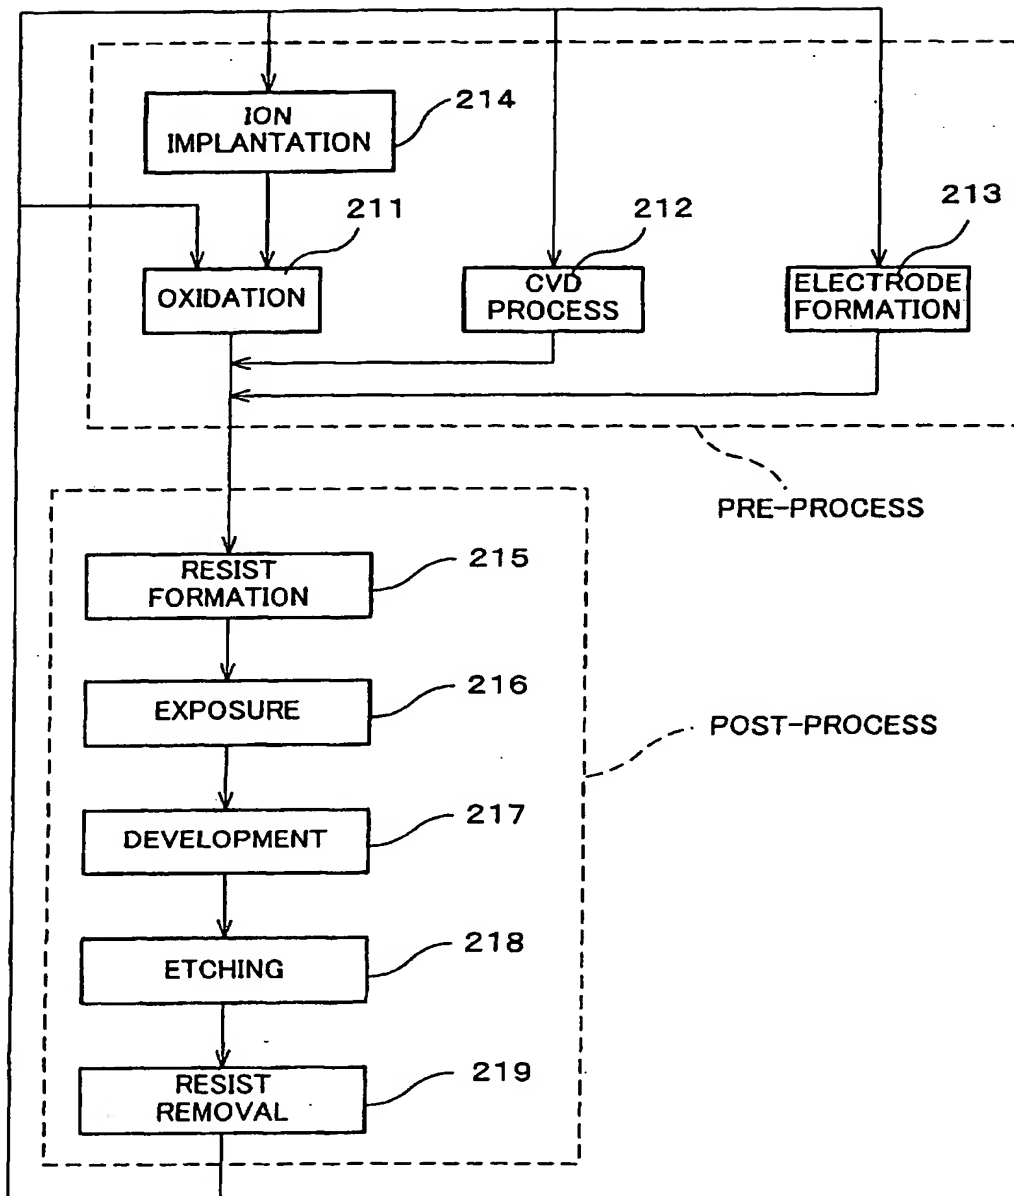 ION
IMPLANTATION
214
211
212
213
OXIDATION
CVD
PROCESS
ELECTRODE
FORMATION
PRE-PROCESS
RESIST
FORMATION
215
EXPOSURE
216
POST-PROCESS
DEVELOPMENT
217
ETCHING
218
RESIST
REMOVAL
219